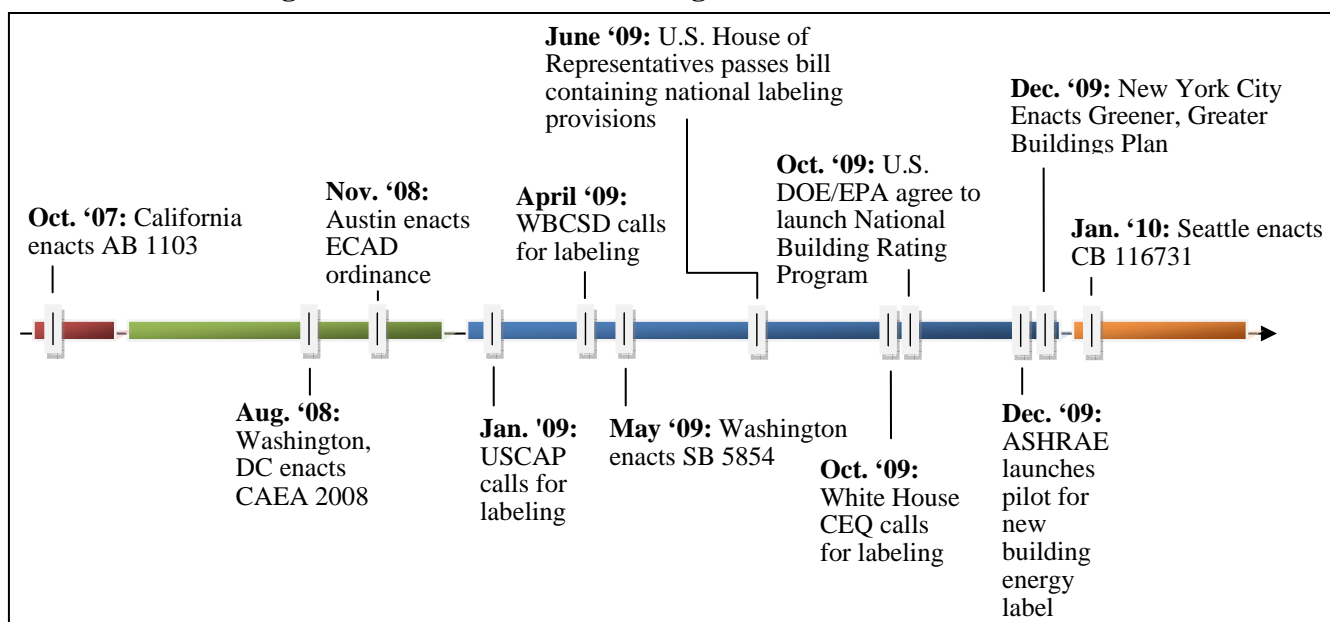 June ‘09: U.S. House of
Representatives passes bill
containing national labeling
provisions
Dec. ‘09: New York City
Enacts Greener, Greater
Buildings Plan
Oct. ‘09: U.S.
DOE/EPA agree to
launch National
Building Rating
Program
Nov. ‘08:
Austin enacts
ECAD
ordinance
April ‘09:
WBCSD calls
for labeling
Oct. ‘07: California
enacts AB 1103
Jan. ‘10: Seattle enacts
CB 116731
Aug. ‘08:
Washington,
DC enacts
CAEA 2008
Jan. '09:
USCAP
calls for
labeling
May ‘09: Washington
enacts SB 5854
Oct. ‘09:
White House
CEQ calls
for labeling
Dec. ‘09:
ASHRAE
launches
pilot for
new
building
energy
label